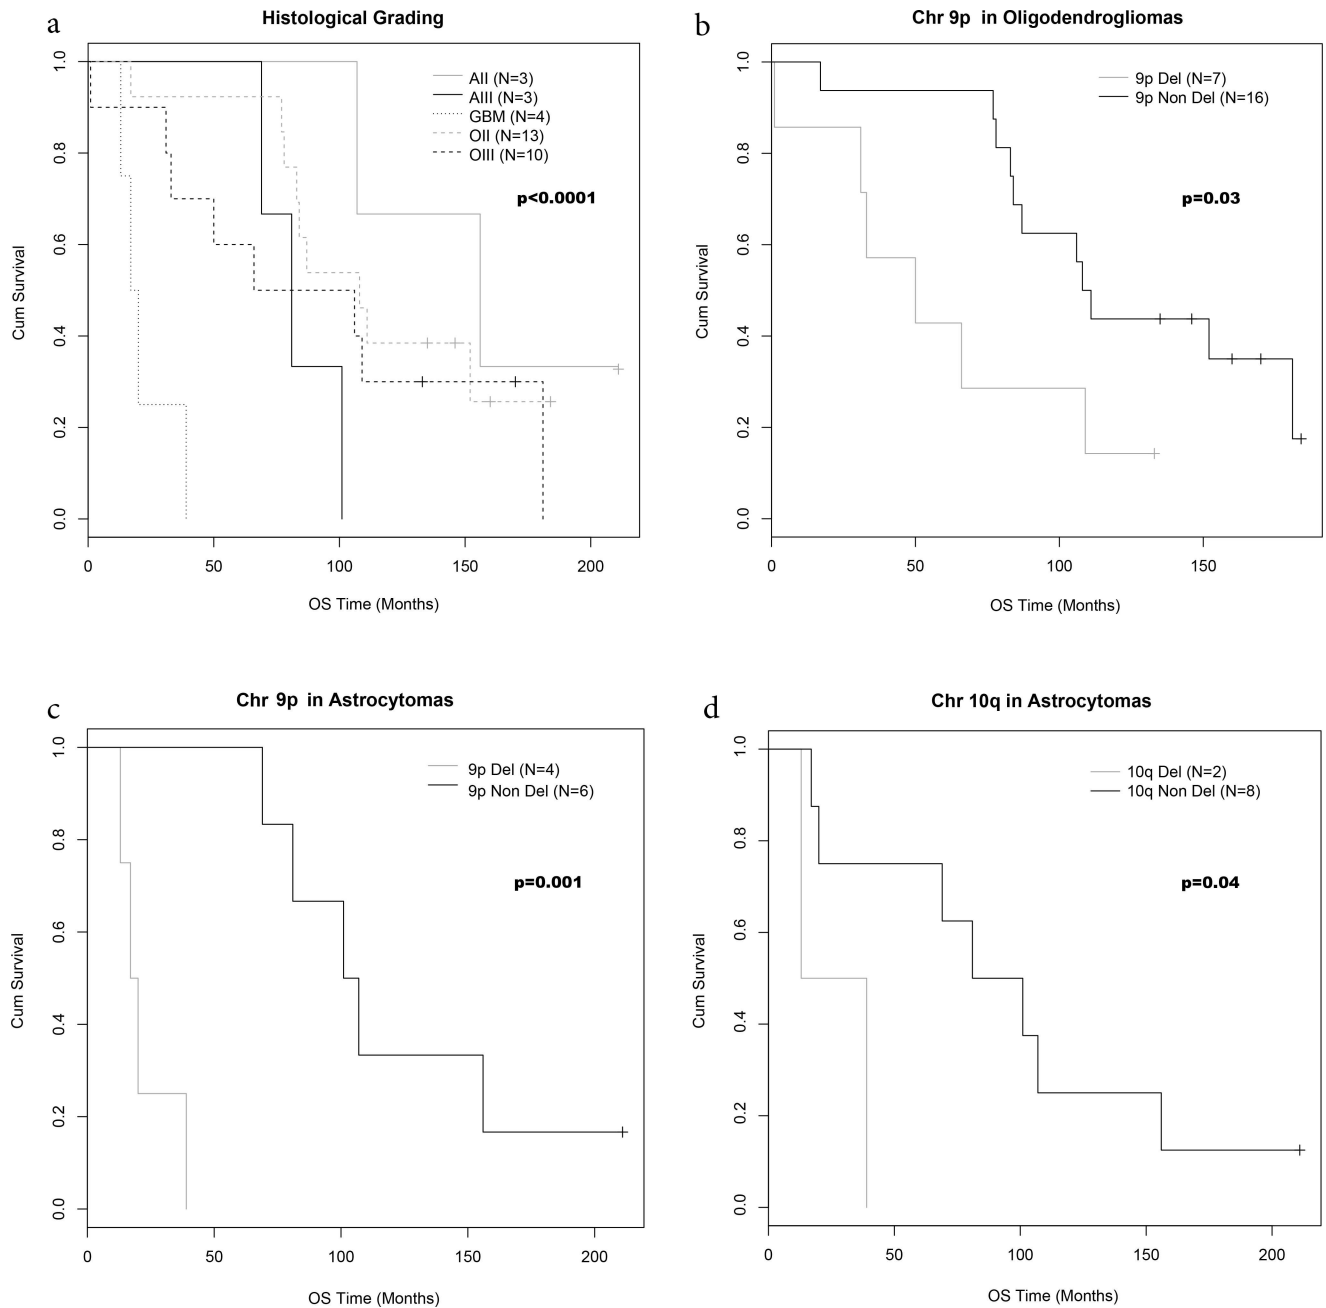 a
Histological Grading
AII (N=3)
AIII (N=3)
GBM (N=4)
OII (N=13)
OIII (N=10)
p<0.0001
Cum Survival
1.0
0.8
0.6
0.4
0.2
0.0
0 50 100 150 200
OS Time (Months)
b
Chr 9p in Oligodendrogliomas
9p Del (N=7)
9p Non Del (N=16)
p=0.03
Cum Survival
1.0
0.8
0.6
0.4
0.2
0.0
0 50 100 150
OS Time (Months)
c
Chr 9p in Astrocytomas
9p Del (N=4)
9p Non Del (N=6)
p=0.001
Cum Survival
1.0
0.8
0.6
0.4
0.2
0.0
0 50 100 150 200
OS Time (Months)
d
Chr 10q in Astrocytomas
10q Del (N=2)
10q Non Del (N=8)
p=0.04
Cum Survival
1.0
0.8
0.6
0.4
0.2
0.0
0 50 100 150 200
OS Time (Months)